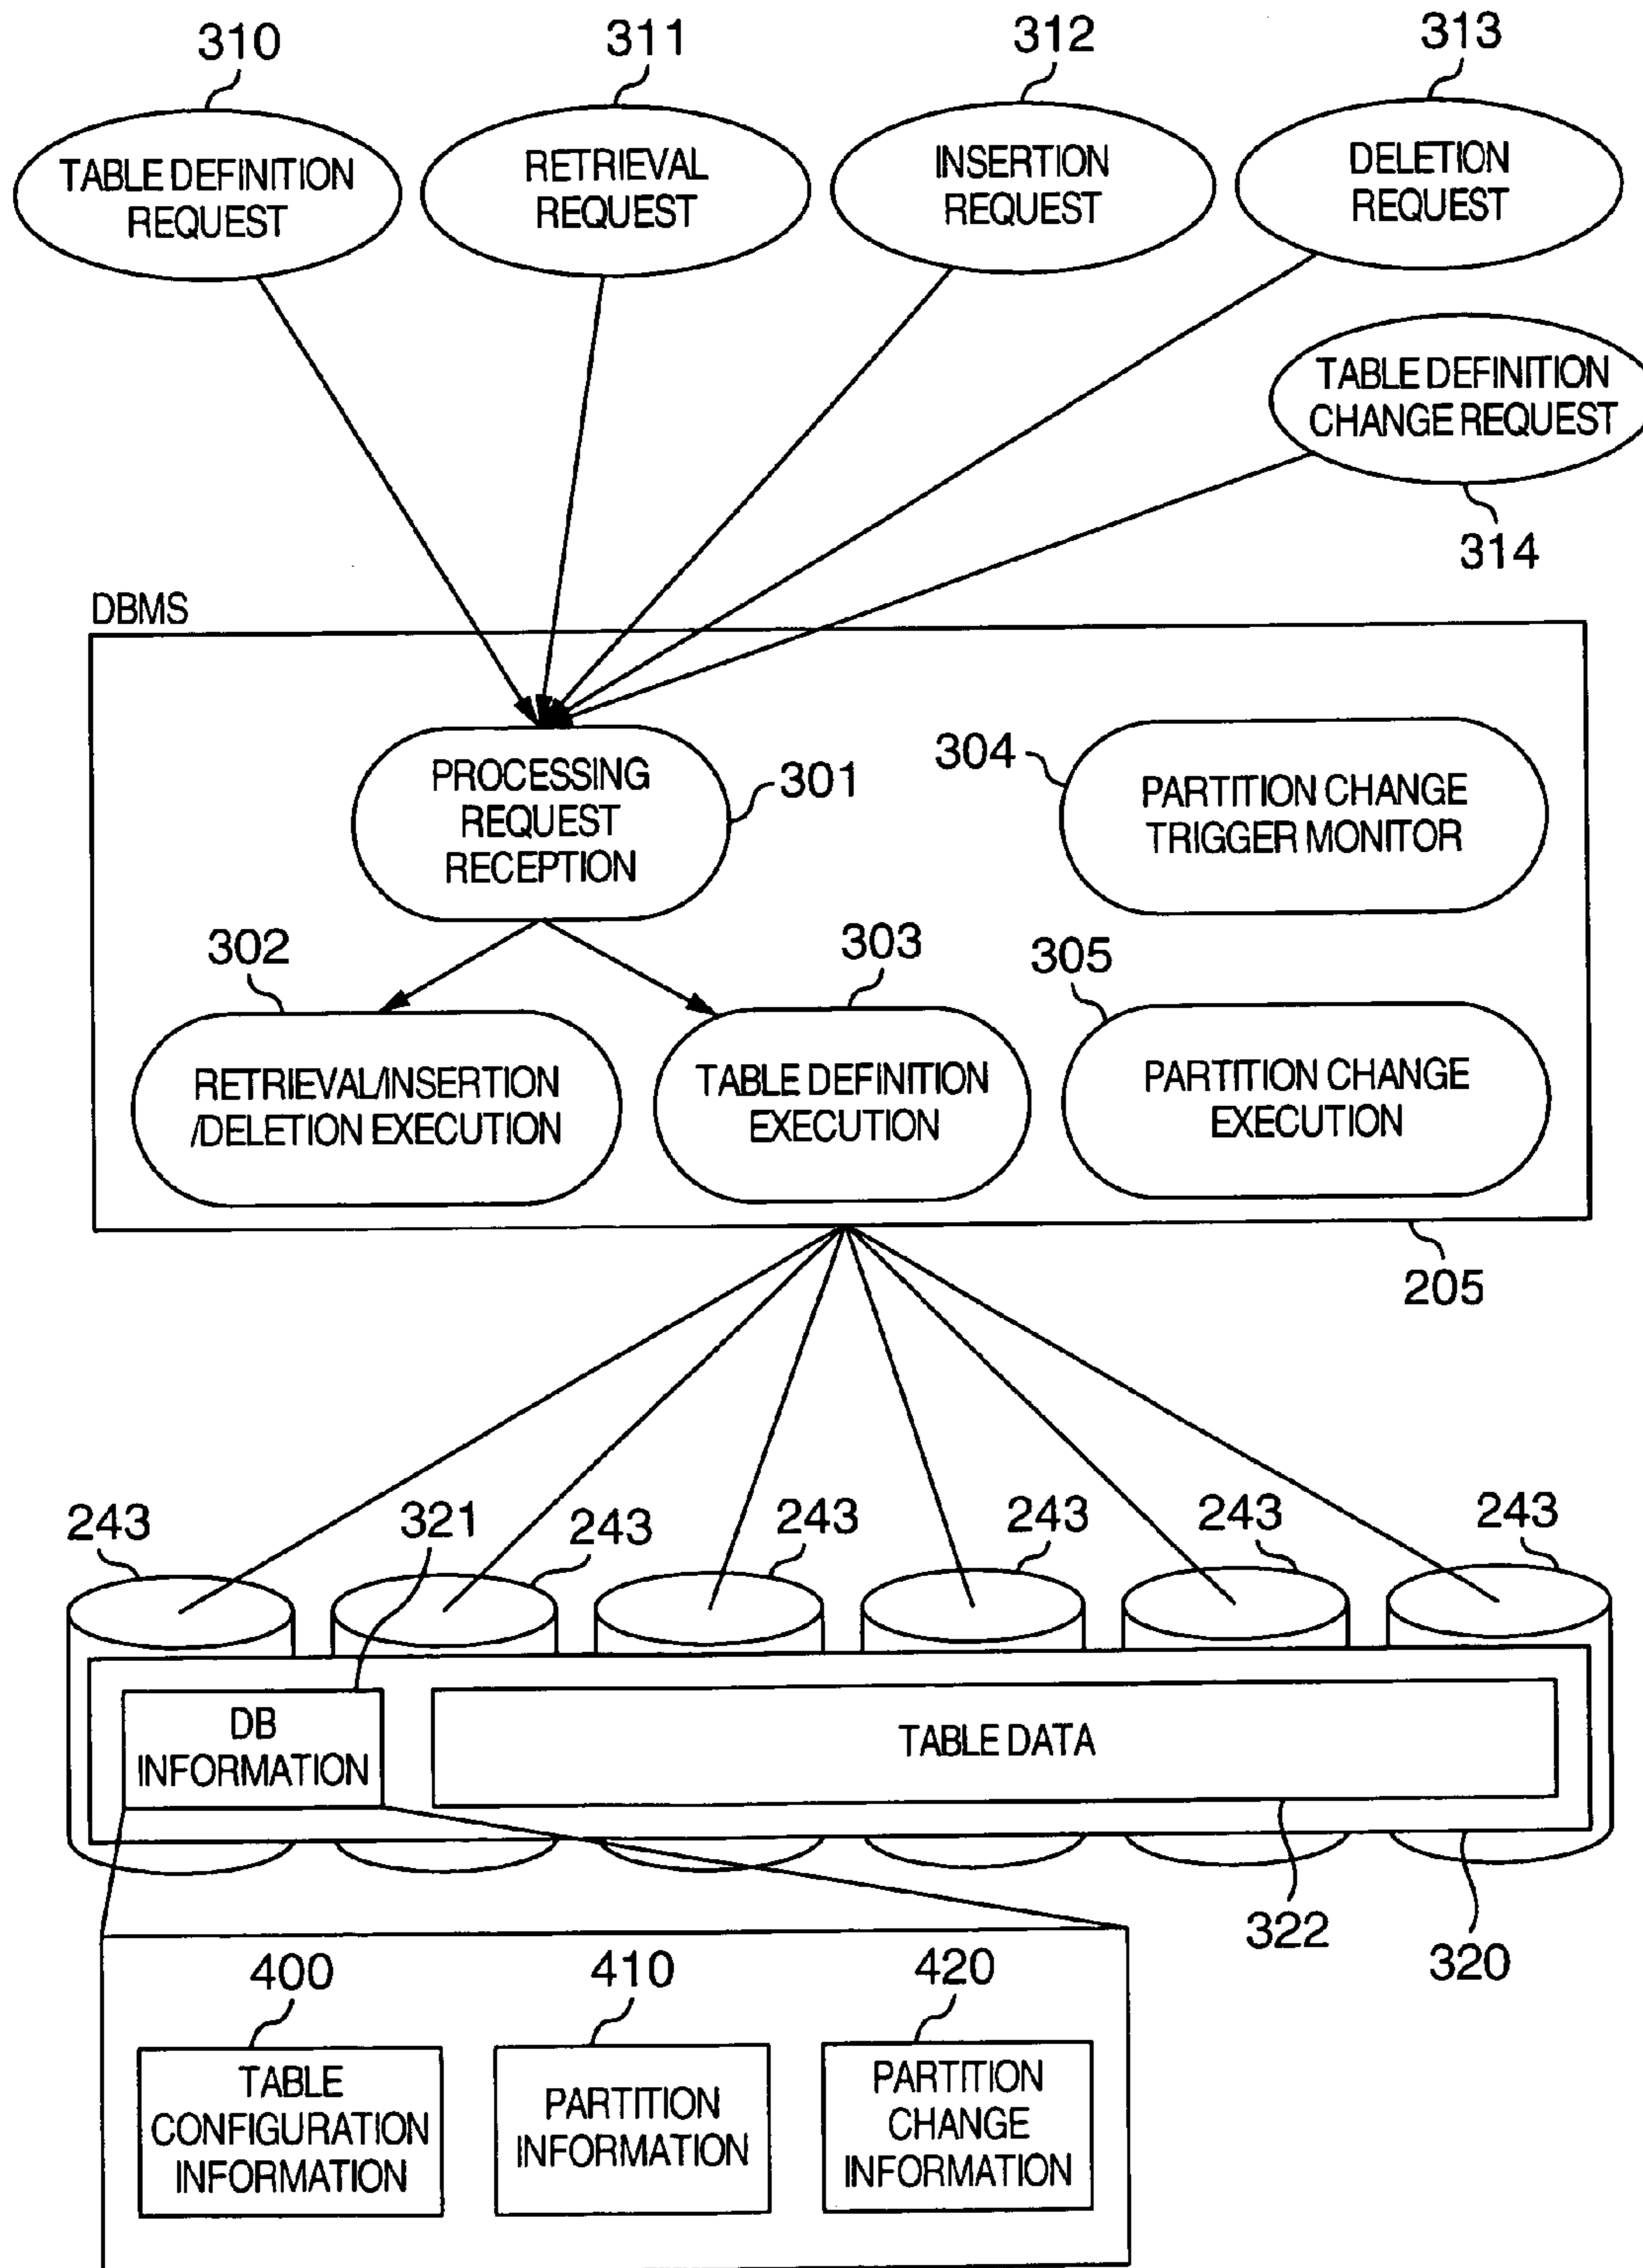 310
311
312
313
TABLE DEFINITION
REQUEST
RETRIEVAL
REQUEST
INSERTION
REQUEST
DELETION
REQUEST
TABLE DEFINITION
CHANGE REQUEST
314
DBMS
PROCESSING
REQUEST
RECEPTION
301
304
PARTITION CHANGE
TRIGGER MONITOR
302
303
305
RETRIEVAL/INSERTION
/DELETION EXECUTION
TABLE DEFINITION
EXECUTION
PARTITION CHANGE
EXECUTION
205
243
321
243
243
243
243
243
DB
INFORMATION
TABLE DATA
322
320
400
410
420
TABLE
CONFIGURATION
INFORMATION
PARTITION
INFORMATION
PARTITION
CHANGE
INFORMATION